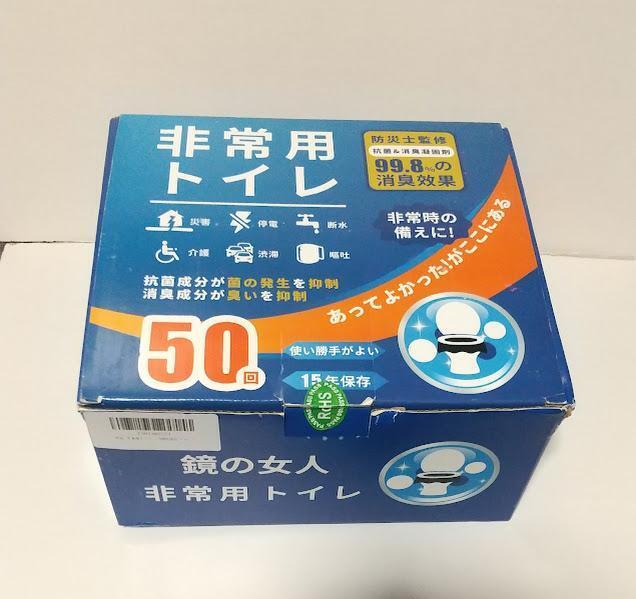 非常用
トイレ
防災士監修
抗菌&消臭凝固剤
99.8%の
消臭効果
災害
停電
断水
介護
渋滞
嘔吐
非常時の
備えに!
あってよかった!がここにある
抗菌成分が菌の発生を抑制
消臭成分が臭いを抑制
50回
使い勝手がよい
15年保存
RoHS
鏡の女人
非常用トイレ